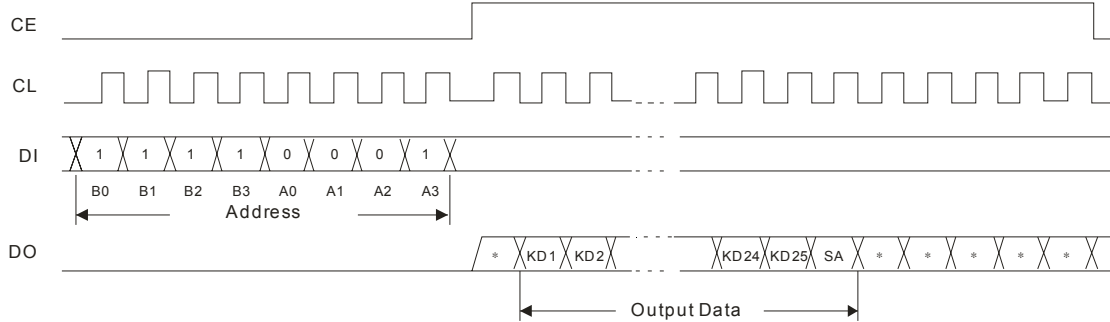 CE
CL
DI 1 1 1 1 0 0 0 1
B0 B1 B2 B3 A0 A1 A2 A3
Address
DO * KD1 KD2 KD24 KD25 SA * * * * *
Output Data